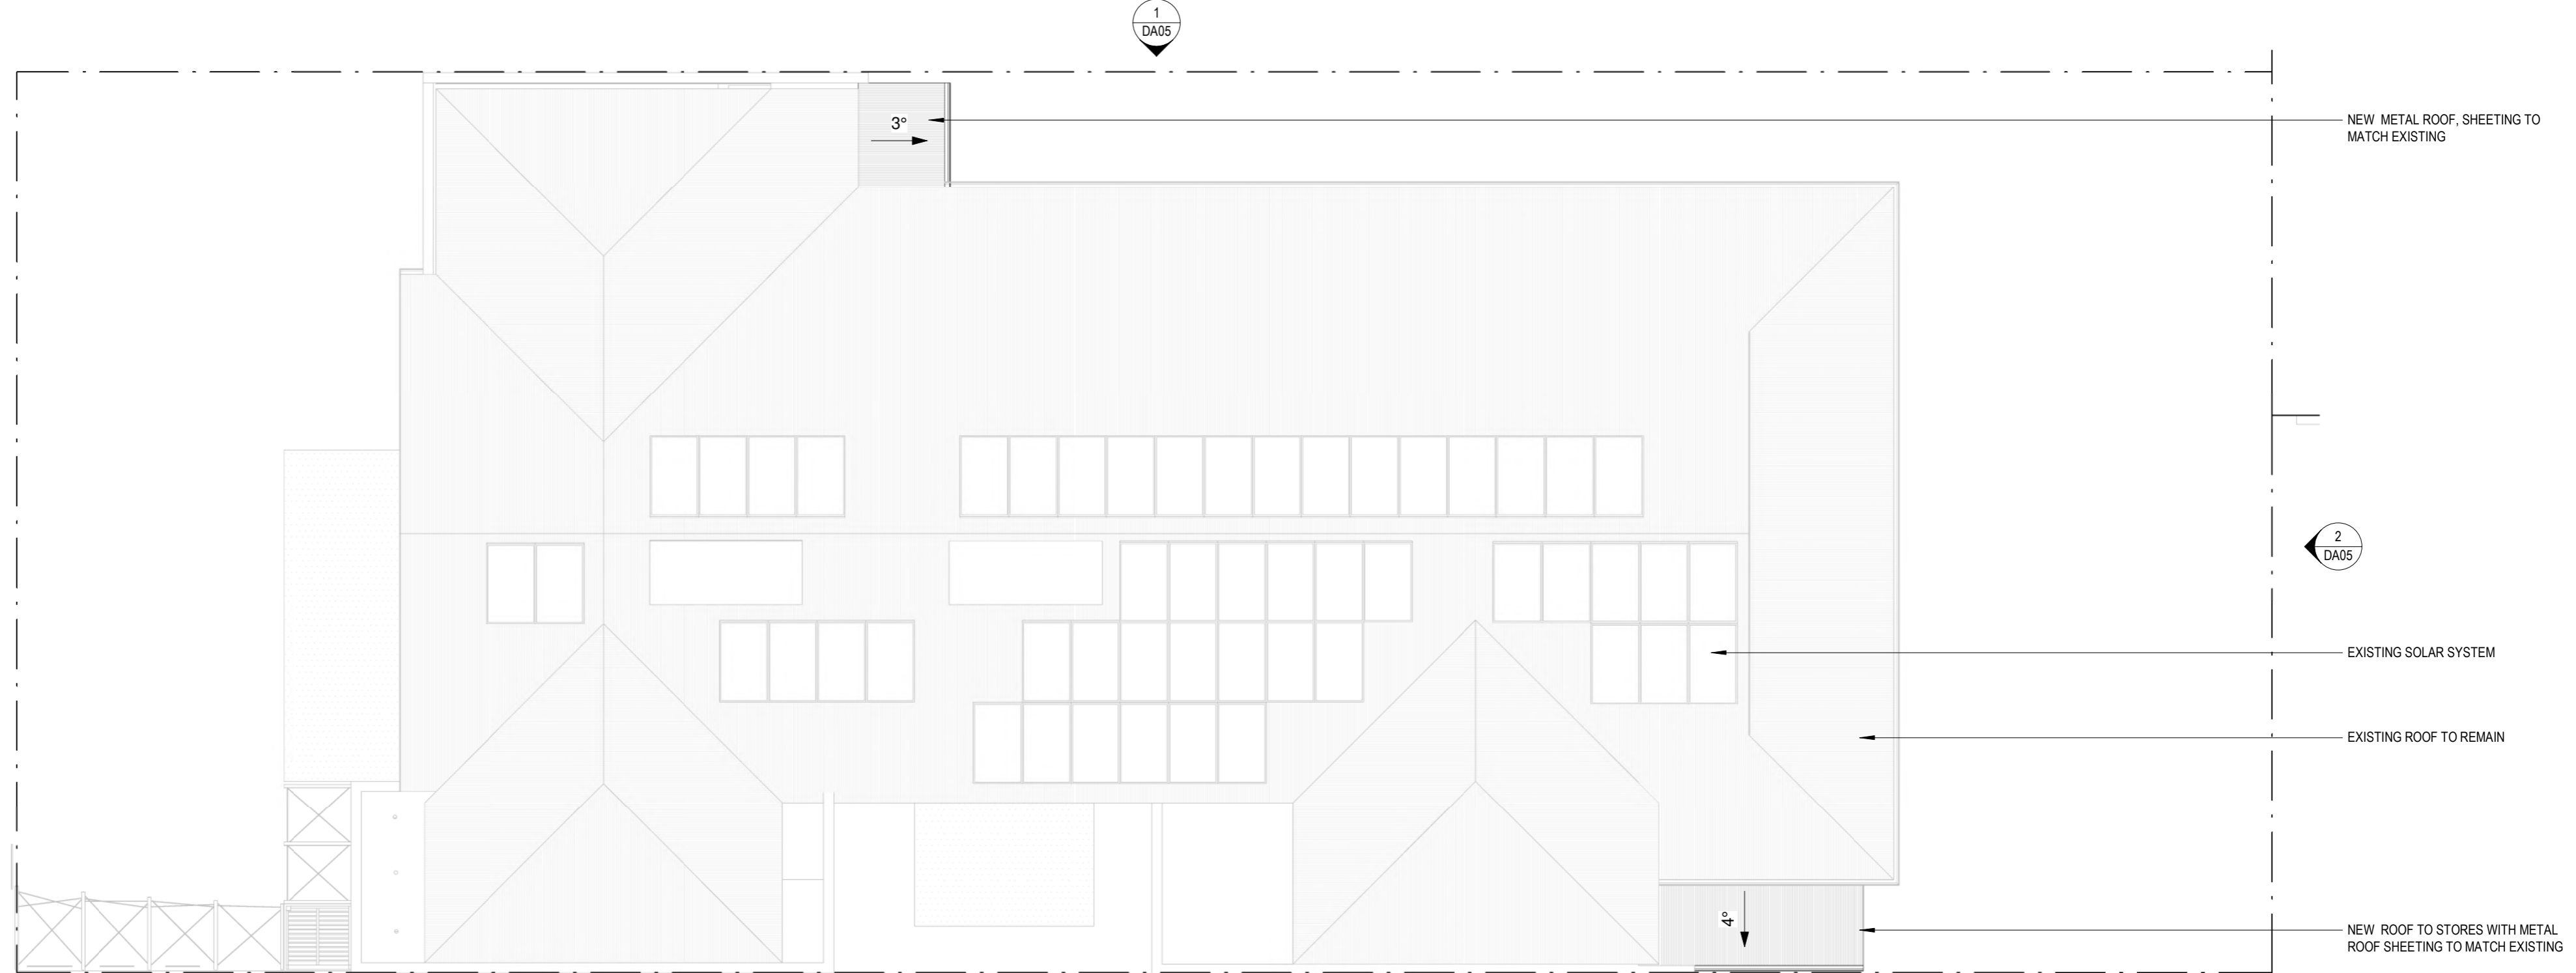 1
DA05
3°
NEW METAL ROOF, SHEETING TO
MATCH EXISTING
2
DA05
EXISTING SOLAR SYSTEM
EXISTING ROOF TO REMAIN
4°
NEW ROOF TO STORES WITH METAL
ROOF SHEETING TO MATCH EXISTING